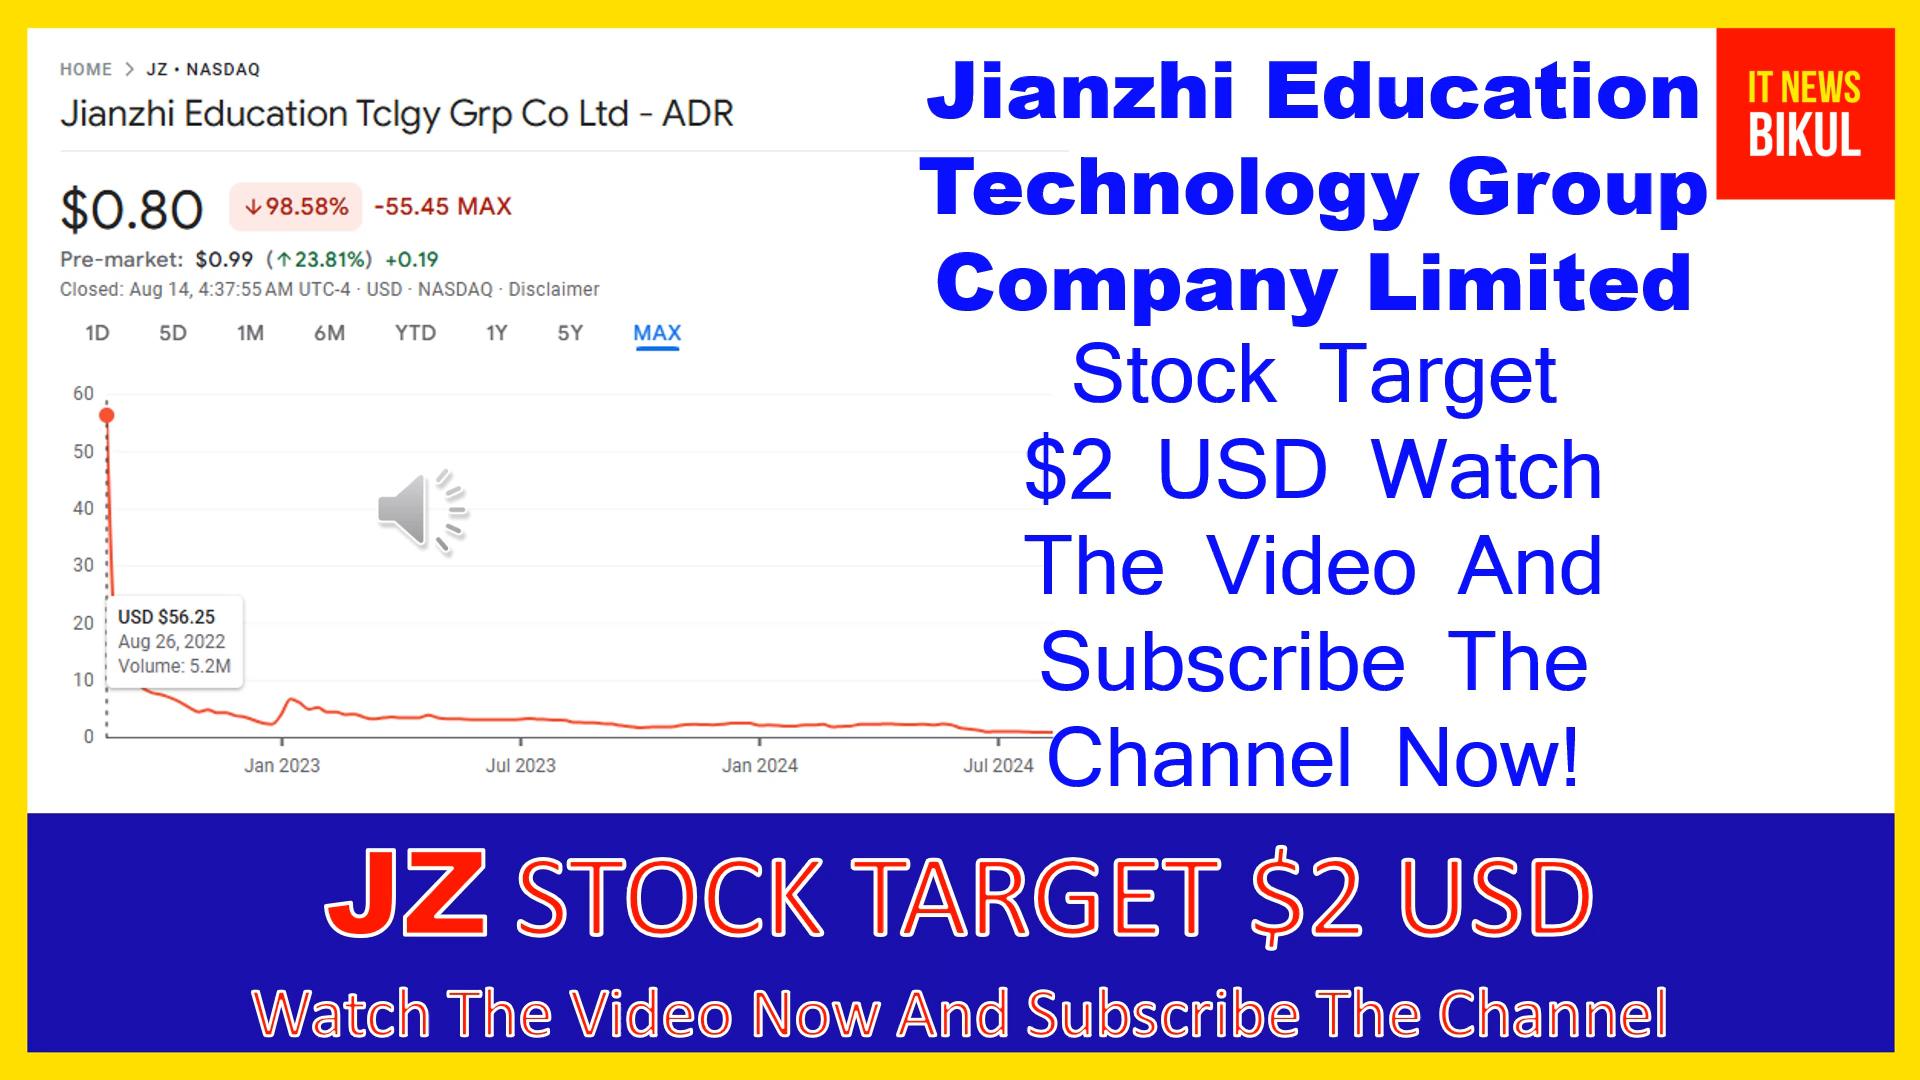 HOME > JZ • NASDAQ
Jianzhi Education Tclgy Grp Co Ltd - ADR
$0.80 ↓98.58% -55.45 MAX
Pre-market: $0.99 (↑23.81%) +0.19
Closed: Aug 14, 4:37:55 AM UTC-4 · USD · NASDAQ · Disclaimer
1D 5D 1M 6M YTD 1Y 5Y MAX
60
50
40
30
20
10
0
USD $56.25
Aug 26, 2022
Volume: 5.2M
Jan 2023 Jul 2023 Jan 2024 Jul 2024
Jianzhi Education
Technology Group
Company Limited
Stock Target
$2 USD Watch
The Video And
Subscribe The
Channel Now!
IT NEWS
BIKUL
JZ STOCK TARGET $2 USD
Watch The Video Now And Subscribe The Channel